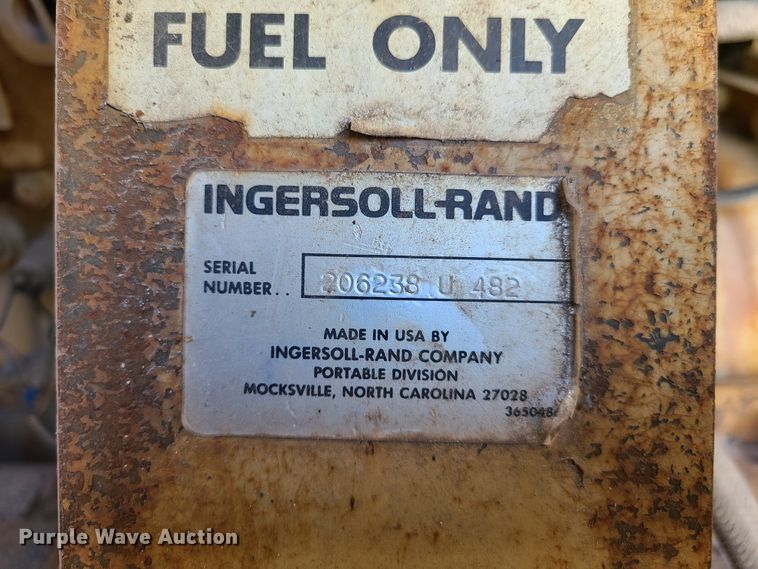 FUEL ONLY
INGERSOLL-RAND
SERIAL
NUMBER.. 206238 U 482
MADE IN USA BY
INGERSOLL-RAND COMPANY
PORTABLE DIVISION
MOCKSVILLE, NORTH CAROLINA 27028
365048
Purple Wave Auction